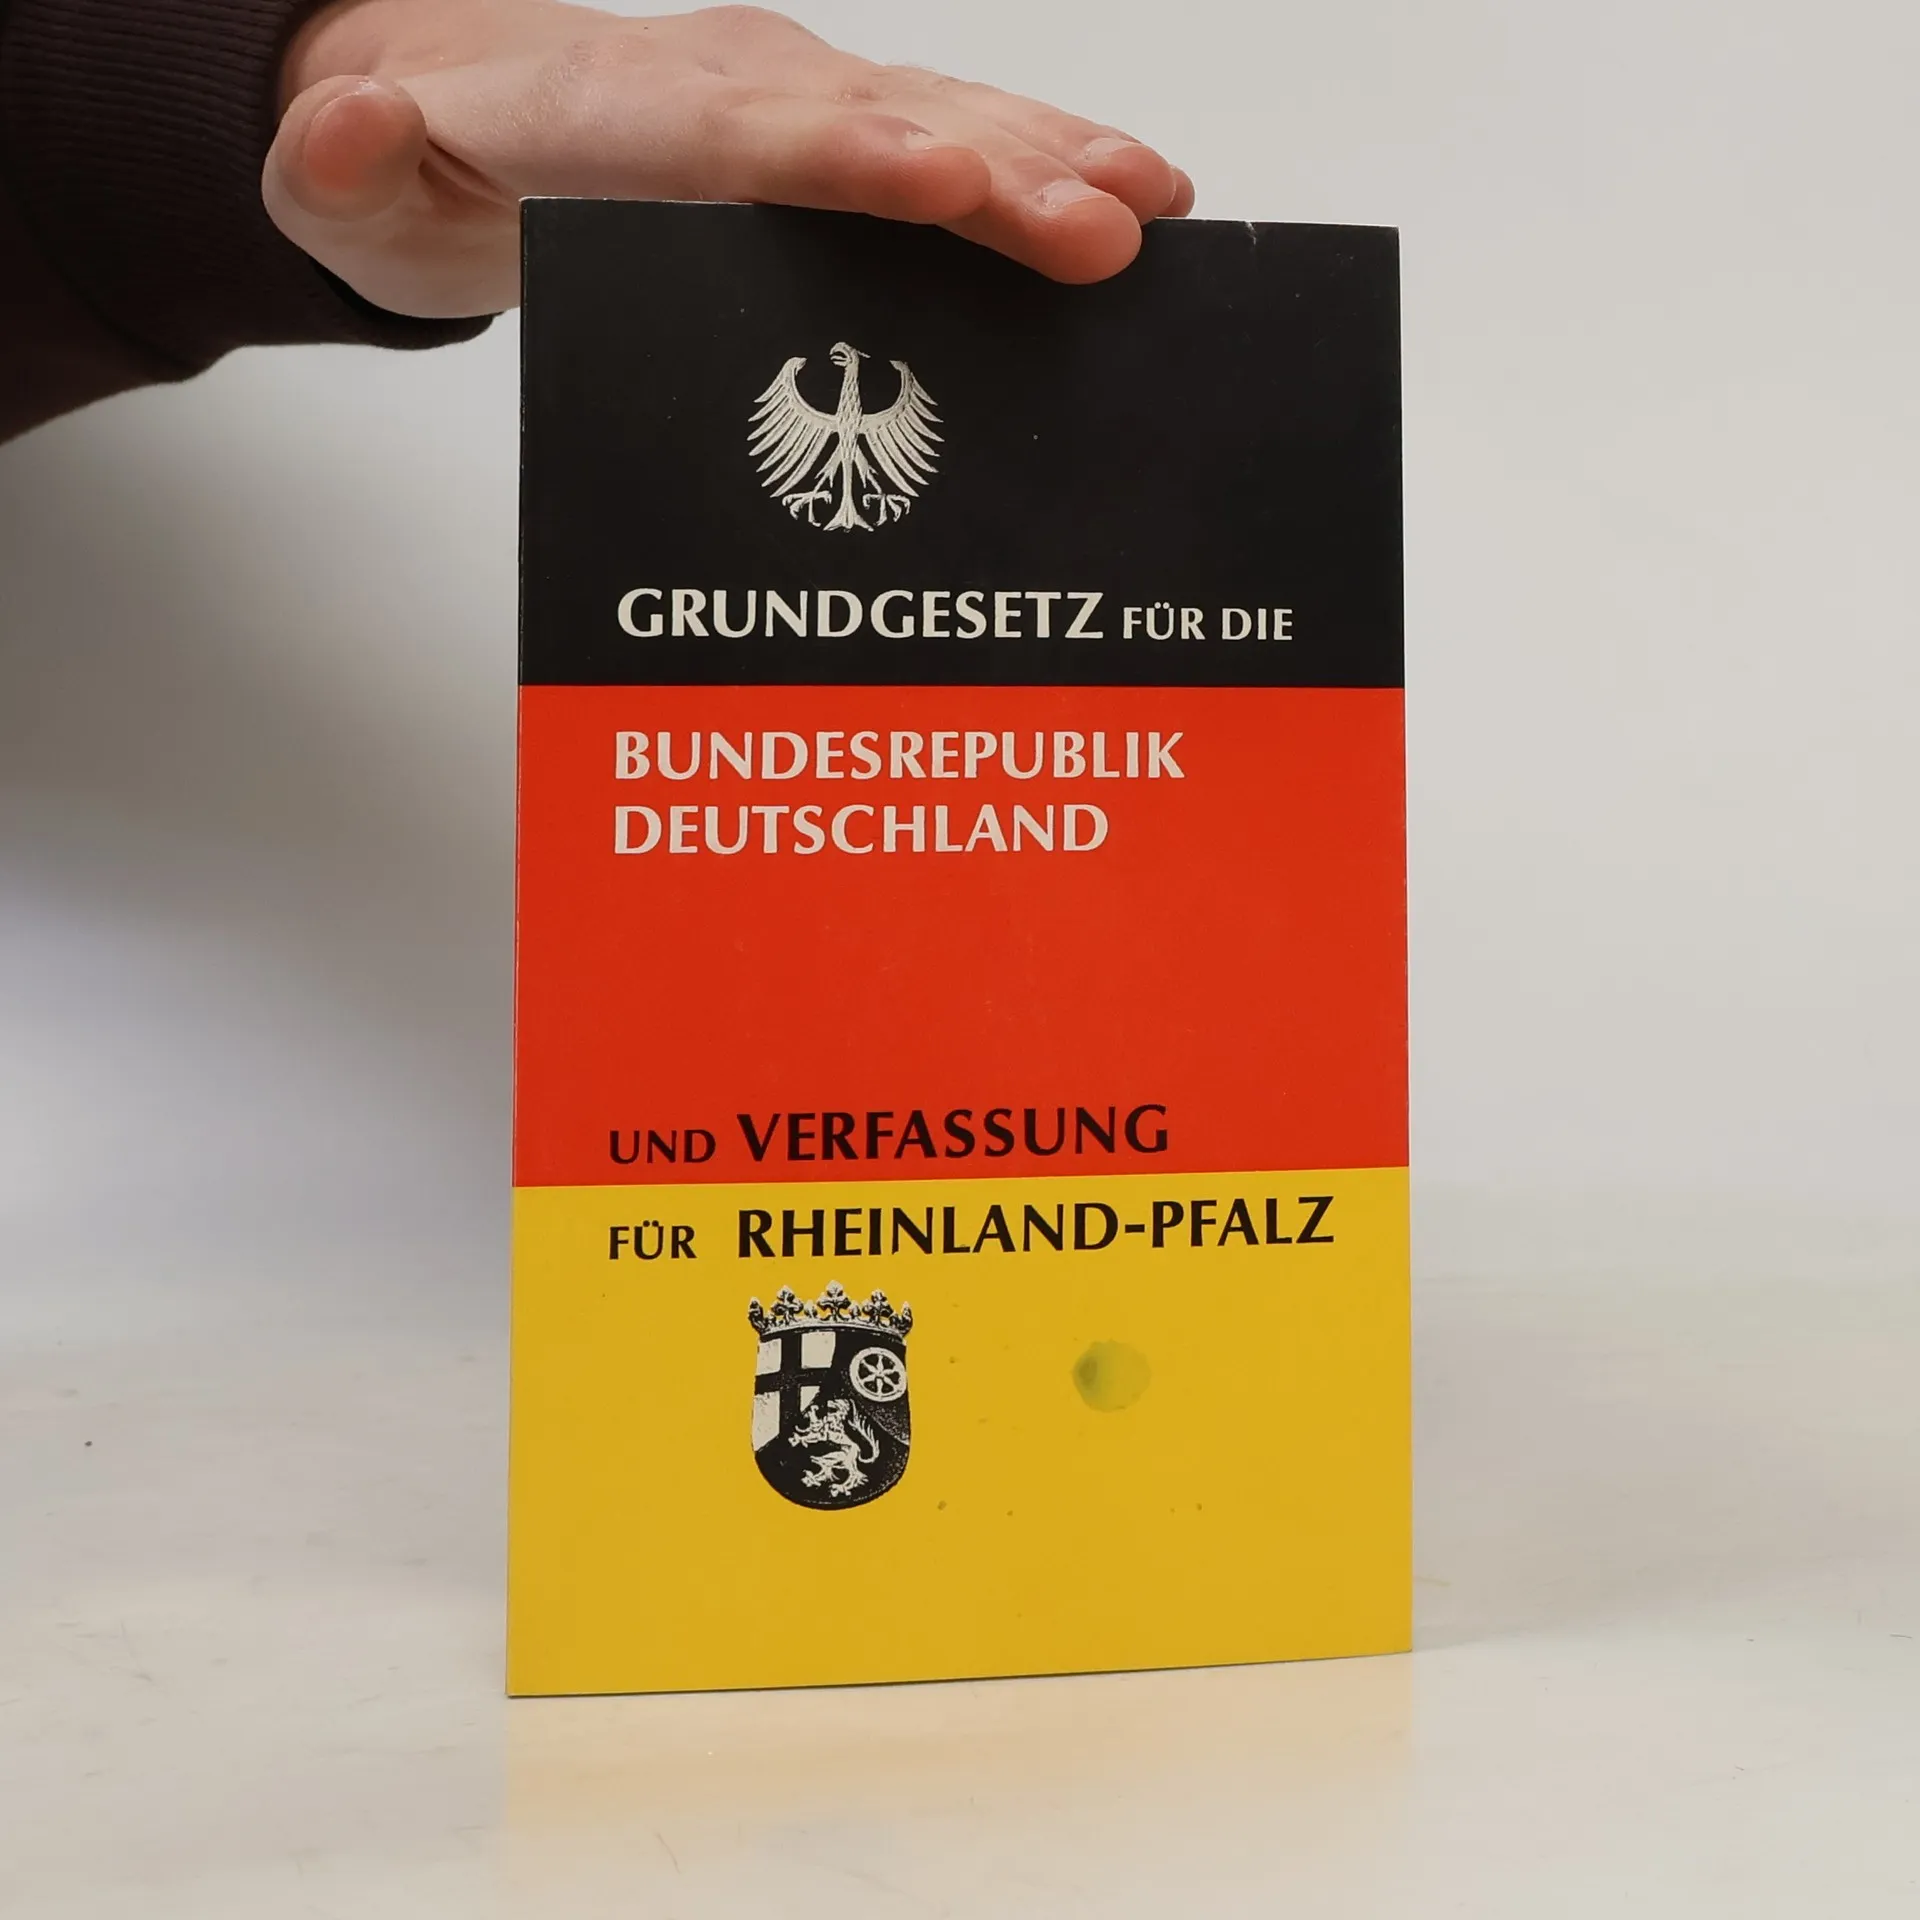 GRUNDGESETZ FÜR DIE
BUNDESREPUBLIK
DEUTSCHLAND
UND VERFASSUNG
FÜR RHEINLAND-PFALZ